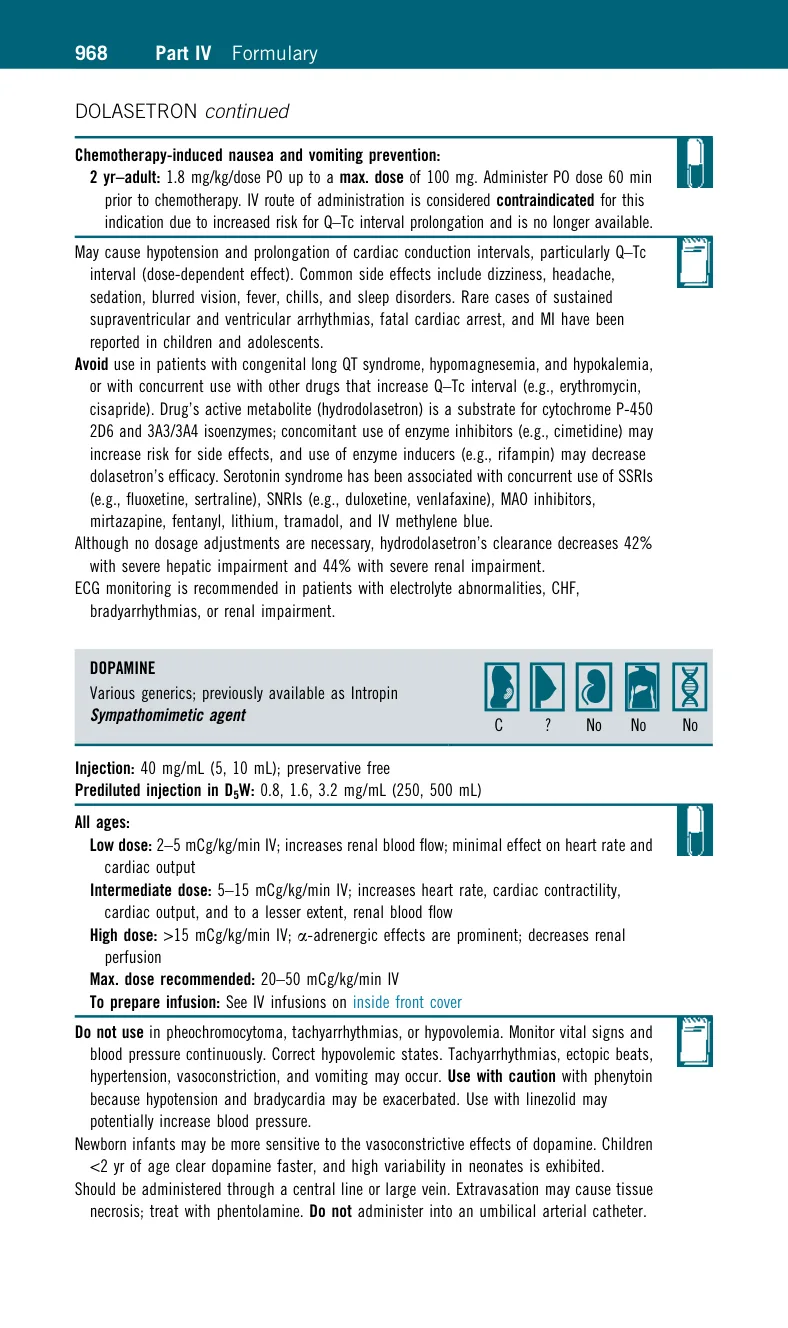 968 Part IV Formulary
DOLASETRON continued
Chemotherapy-induced nausea and vomiting prevention:
2 yr–adult: 1.8 mg/kg/dose PO up to a max. dose of 100 mg. Administer PO dose 60 min
prior to chemotherapy. IV route of administration is considered contraindicated for this
indication due to increased risk for Q–Tc interval prolongation and is no longer available.
May cause hypotension and prolongation of cardiac conduction intervals, particularly Q–Tc
interval (dose-dependent effect). Common side effects include dizziness, headache,
sedation, blurred vision, fever, chills, and sleep disorders. Rare cases of sustained
supraventricular and ventricular arrhythmias, fatal cardiac arrest, and MI have been
reported in children and adolescents.
Avoid use in patients with congenital long QT syndrome, hypomagnesemia, and hypokalemia,
or with concurrent use with other drugs that increase Q–Tc interval (e.g., erythromycin,
cisapride). Drug's active metabolite (hydrodolasetron) is a substrate for cytochrome P-450
2D6 and 3A3/3A4 isoenzymes; concomitant use of enzyme inhibitors (e.g., cimetidine) may
increase risk for side effects, and use of enzyme inducers (e.g., rifampin) may decrease
dolasetron's efficacy. Serotonin syndrome has been associated with concurrent use of SSRIs
(e.g., fluoxetine, sertraline), SNRIs (e.g., duloxetine, venlafaxine), MAO inhibitors,
mirtazapine, fentanyl, lithium, tramadol, and IV methylene blue.
Although no dosage adjustments are necessary, hydrodolasetron's clearance decreases 42%
with severe hepatic impairment and 44% with severe renal impairment.
ECG monitoring is recommended in patients with electrolyte abnormalities, CHF,
bradyarrhythmias, or renal impairment.
DOPAMINE
Various generics; previously available as Intropin
Sympathomimetic agent
C ? No No No
Injection: 40 mg/mL (5, 10 mL); preservative free
Prediluted injection in D₅W: 0.8, 1.6, 3.2 mg/mL (250, 500 mL)
All ages:
Low dose: 2–5 mCg/kg/min IV; increases renal blood flow; minimal effect on heart rate and
cardiac output
Intermediate dose: 5–15 mCg/kg/min IV; increases heart rate, cardiac contractility,
cardiac output, and to a lesser extent, renal blood flow
High dose: >15 mCg/kg/min IV; α-adrenergic effects are prominent; decreases renal
perfusion
Max. dose recommended: 20–50 mCg/kg/min IV
To prepare infusion: See IV infusions on inside front cover
Do not use in pheochromocytoma, tachyarrhythmias, or hypovolemia. Monitor vital signs and
blood pressure continuously. Correct hypovolemic states. Tachyarrhythmias, ectopic beats,
hypertension, vasoconstriction, and vomiting may occur. Use with caution with phenytoin
because hypotension and bradycardia may be exacerbated. Use with linezolid may
potentially increase blood pressure.
Newborn infants may be more sensitive to the vasoconstrictive effects of dopamine. Children
<2 yr of age clear dopamine faster, and high variability in neonates is exhibited.
Should be administered through a central line or large vein. Extravasation may cause tissue
necrosis; treat with phentolamine. Do not administer into an umbilical arterial catheter.